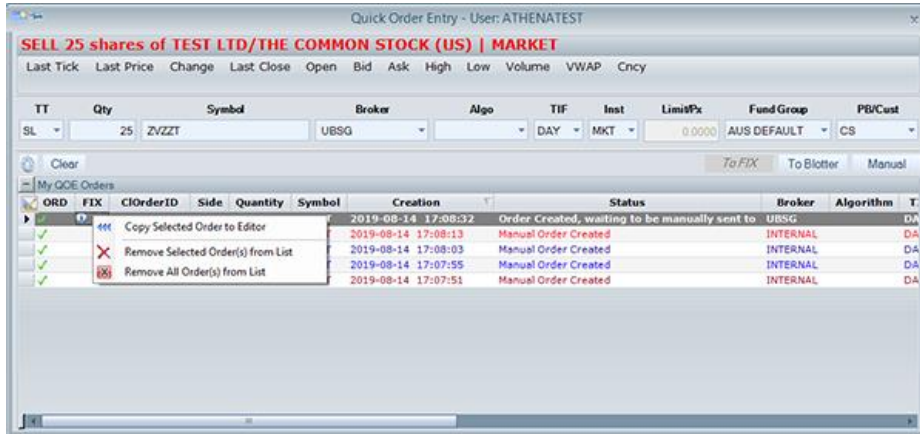 Quick Order Entry - User: ATHENATEST
SELL 25 shares of TEST LTD/THE COMMON STOCK (US) | MARKET
Last Tick Last Price Change Last Close Open Bid Ask High Low Volume VWAP Cncy
TT Qty Symbol Broker Algo TIF Inst Limit/Px Fund Group PB/Cust
SL 25 ZVZZT UBSG DAY MKT 0.0000 AUS DEFAULT CS
Clear To FIX To Blotter Manual
My QOE Orders
ORD FIX ClOrderID Side Quantity Symbol Creation Status Broker Algorithm
2019-08-14 17:08:32 Order Created, waiting to be manually sent to UBSG DA
Copy Selected Order to Editor
2019-08-14 17:08:13 Manual Order Created INTERNAL DA
Remove Selected Order(s) from List
2019-08-14 17:08:03 Manual Order Created INTERNAL DA
Remove All Order(s) from List
2019-08-14 17:07:55 Manual Order Created INTERNAL DA
2019-08-14 17:07:51 Manual Order Created INTERNAL DA